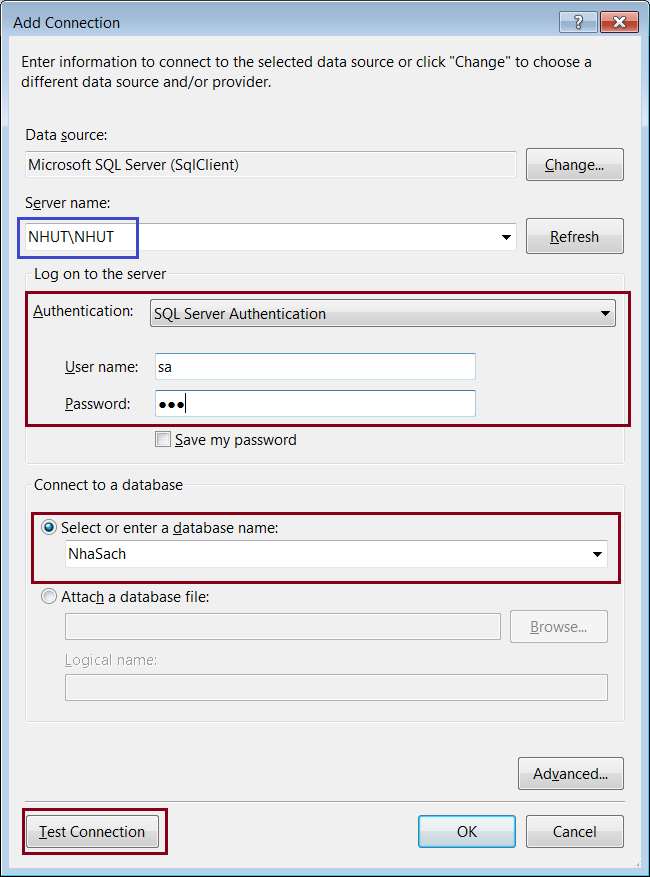 Add Connection
?
Enter information to connect to the selected data source or click "Change" to choose a
different data source and/or provider.
Data source:
Microsoft SQL Server (SqlClient)
Change...
Server name:
NHUT\NHUT
Refresh
Log on to the server
Authentication:
SQL Server Authentication
User name:
sa
Password:
●●●
Save my password
Connect to a database
Select or enter a database name:
NhaSach
Attach a database file:
Browse...
Logical name:
Advanced...
Test Connection
OK
Cancel